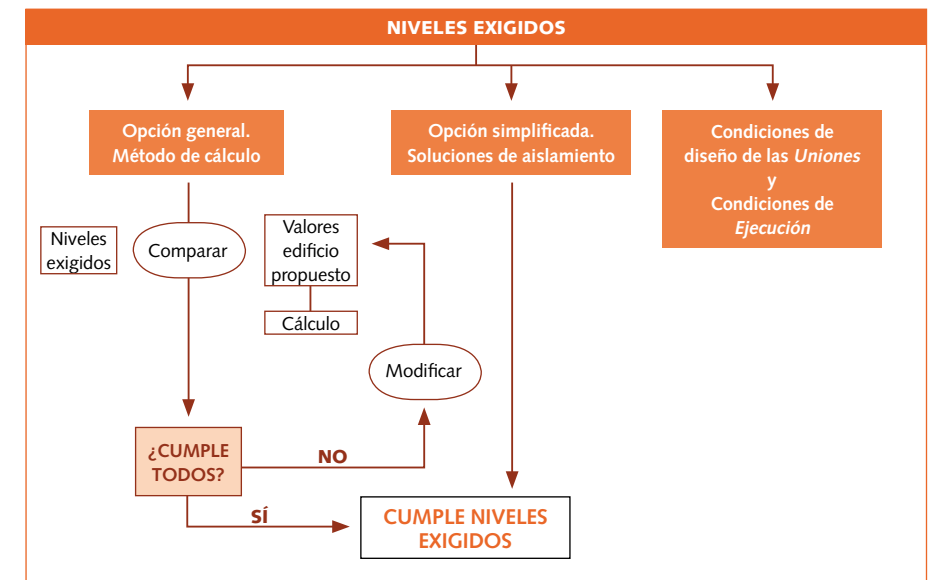 NIVELES EXIGIDOS
Opción general.
Método de cálculo
Opción simplificada.
Soluciones de aislamiento
Condiciones de
diseño de las Uniones
y
Condiciones de
Ejecución
Niveles
exigidos
Comparar
Valores
edificio
propuesto
Cálculo
Modificar
¿CUMPLE
TODOS?
NO
SÍ
CUMPLE NIVELES
EXIGIDOS